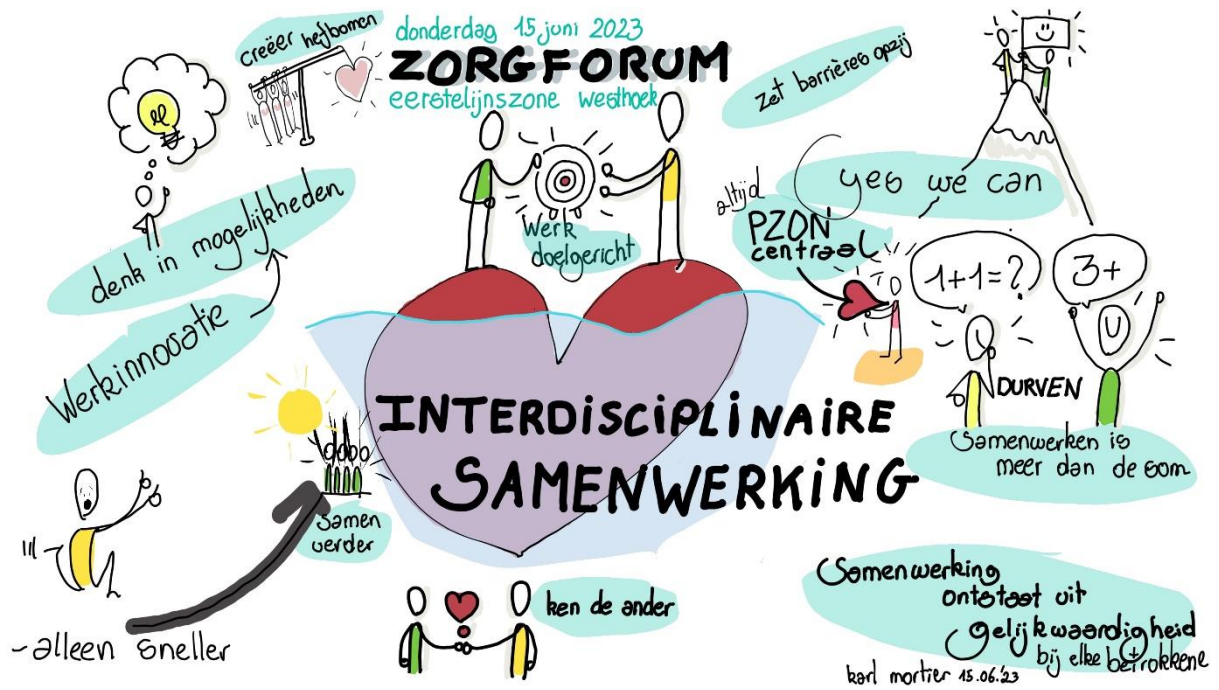 creëer hefbomen
donderdag 15 juni 2023
ZORGFORUM
eerstelijnszone westhoek
zet barrières opzij
yes we can
denk in mogelijkheden
Werkinnovatie
Werk
doelgericht
altijd
PZON
centraal
1+1=?
3+
DURVEN
Samenwerken is
meer dan de som
INTERDISCIPLINAIRE
SAMENWERKING
samen
verder
-alleen sneller
ken de ander
Samenwerking
ontstaat uit
gelijkwaardigheid
bij elke betrokkene
karl mortier 15.06.'23